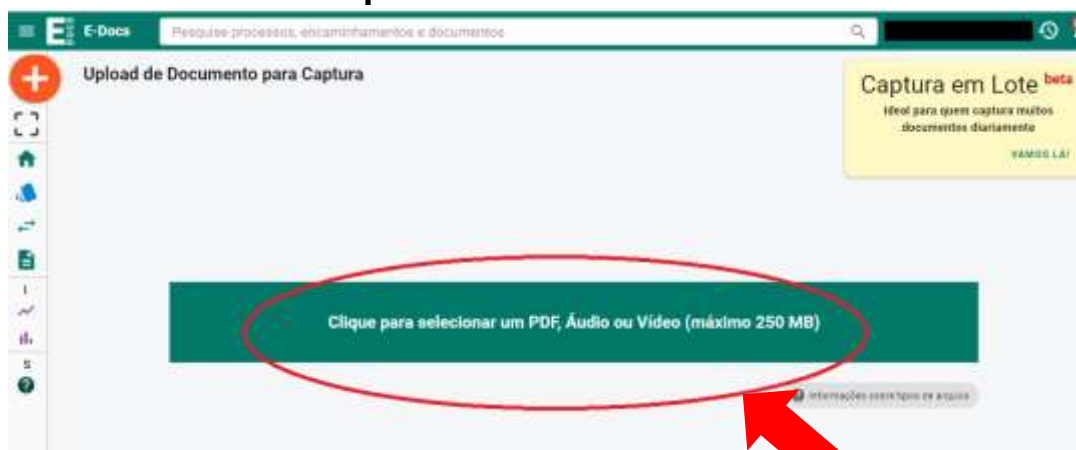 E-Docs
Pesquise processos, encaminhamentos e documentos
Upload de Documento para Captura
Captura em Lote beta
Ideal para quem captura muitos
documentos diariamente
VAMOS LÁ!
Clique para selecionar um PDF, Áudio ou Vídeo (máximo 250 MB)
Informações sobre tipos de arquivo
I
S